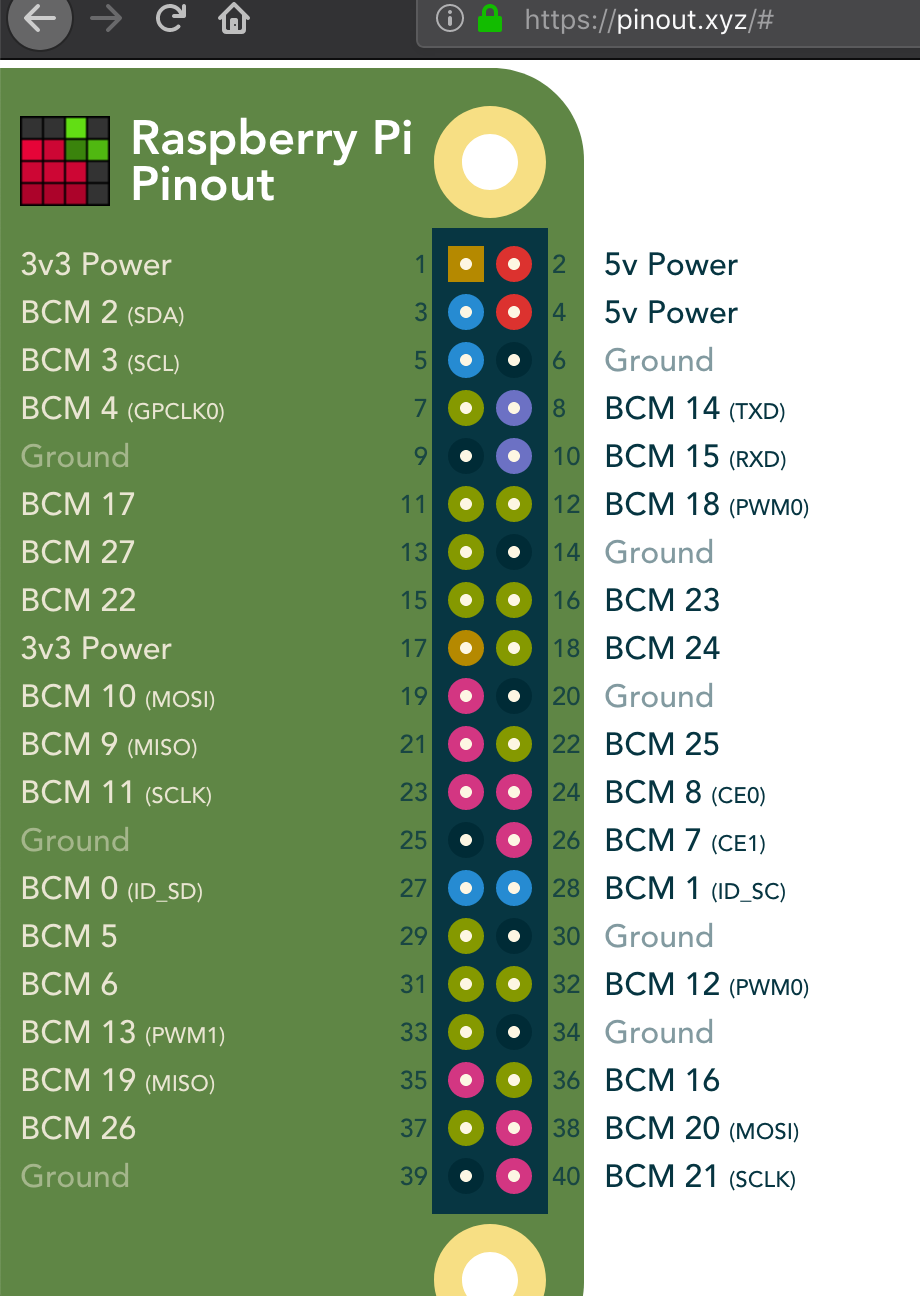 https://pinout.xyz/#
Raspberry Pi
Pinout
3v3 Power 1 2 5v Power
BCM 2 (SDA) 3 4 5v Power
BCM 3 (SCL) 5 6 Ground
BCM 4 (GPCLK0) 7 8 BCM 14 (TXD)
Ground 9 10 BCM 15 (RXD)
BCM 17 11 12 BCM 18 (PWM0)
BCM 27 13 14 Ground
BCM 22 15 16 BCM 23
3v3 Power 17 18 BCM 24
BCM 10 (MOSI) 19 20 Ground
BCM 9 (MISO) 21 22 BCM 25
BCM 11 (SCLK) 23 24 BCM 8 (CE0)
Ground 25 26 BCM 7 (CE1)
BCM 0 (ID_SD) 27 28 BCM 1 (ID_SC)
BCM 5 29 30 Ground
BCM 6 31 32 BCM 12 (PWM0)
BCM 13 (PWM1) 33 34 Ground
BCM 19 (MISO) 35 36 BCM 16
BCM 26 37 38 BCM 20 (MOSI)
Ground 39 40 BCM 21 (SCLK)